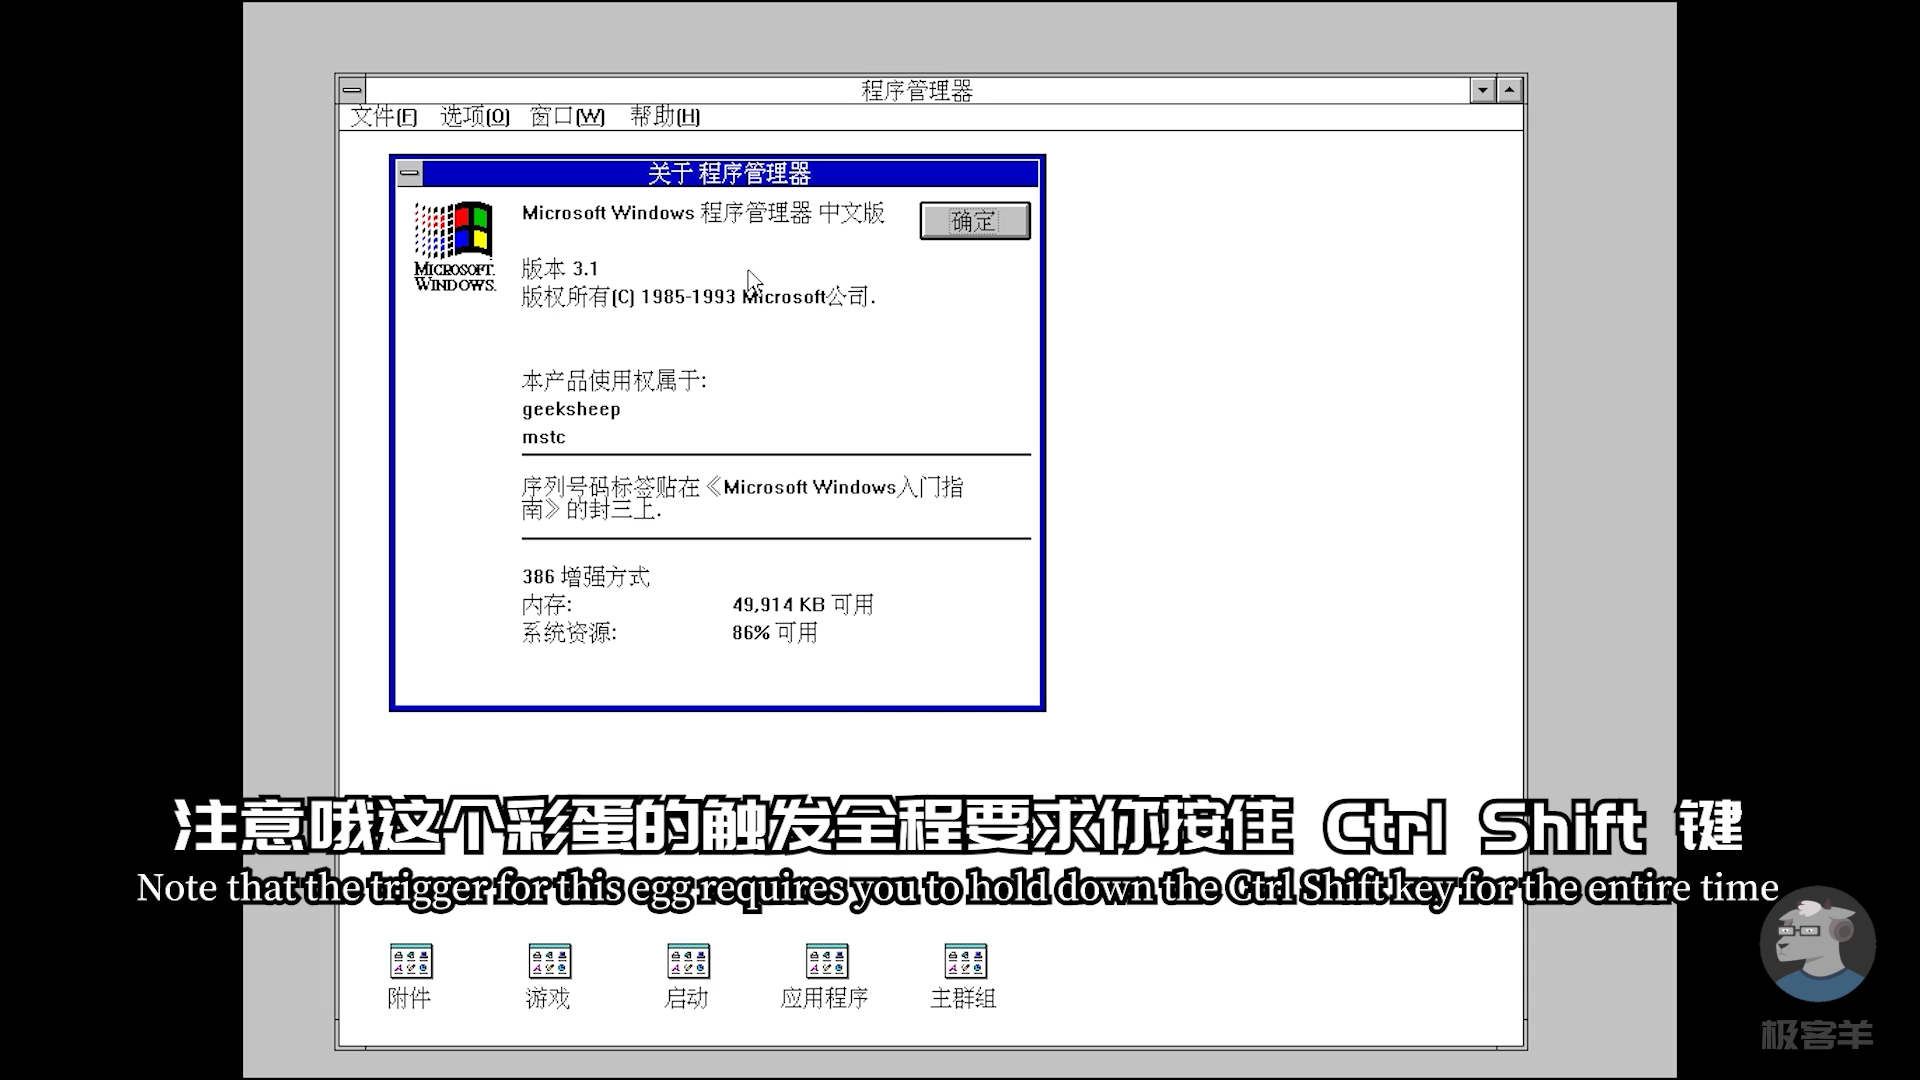 程序管理器
文件(F) 选项(O) 窗口(W) 帮助(H)
关于 程序管理器
MICROSOFT.
WINDOWS.
Microsoft Windows 程序管理器 中文版
确定
版本 3.1
版权所有(C) 1985-1993 Microsoft公司.
本产品使用权属于:
geeksheep
mstc
序列号码标签贴在《Microsoft Windows入门指
南》的封三上.
386 增强方式
内存: 49,914 KB 可用
系统资源: 86% 可用
注意哦这个彩蛋的触发全程要求你按住 Ctrl Shift 键
Note that the trigger for this egg requires you to hold down the Ctrl Shift key for the entire time
附件 游戏 启动 应用程序 主群组
极客羊